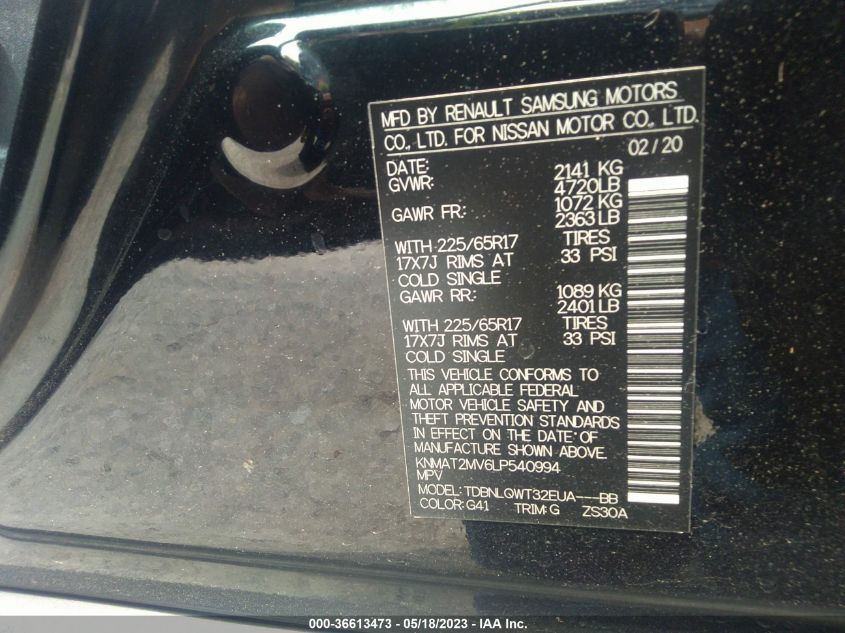 MFD BY RENAULT SAMSUNG MOTORS
CO., LTD. FOR NISSAN MOTOR CO., LTD.
02/20
DATE:
GVWR: 2141 KG
4720LB
GAWR FR: 1072 KG
2363LB
WITH 225/65R17 TIRES
17X7J RIMS AT 33 PSI
COLD SINGLE
GAWR RR: 1089 KG
2401LB
WITH 225/65R17 TIRES
17X7J RIMS AT 33 PSI
COLD SINGLE
THIS VEHICLE CONFORMS TO
ALL APPLICABLE FEDERAL
MOTOR VEHICLE SAFETY AND
THEFT PREVENTION STANDARDS
IN EFFECT ON THE DATE OF
MANUFACTURE SHOWN ABOVE.
KNMAT2MV6LP540994
MPV
MODEL: TDBNLQWT32EUA---BB
COLOR:G41 TRIM:G ZS30A
000-36613473 - 05/18/2023 - IAA Inc.